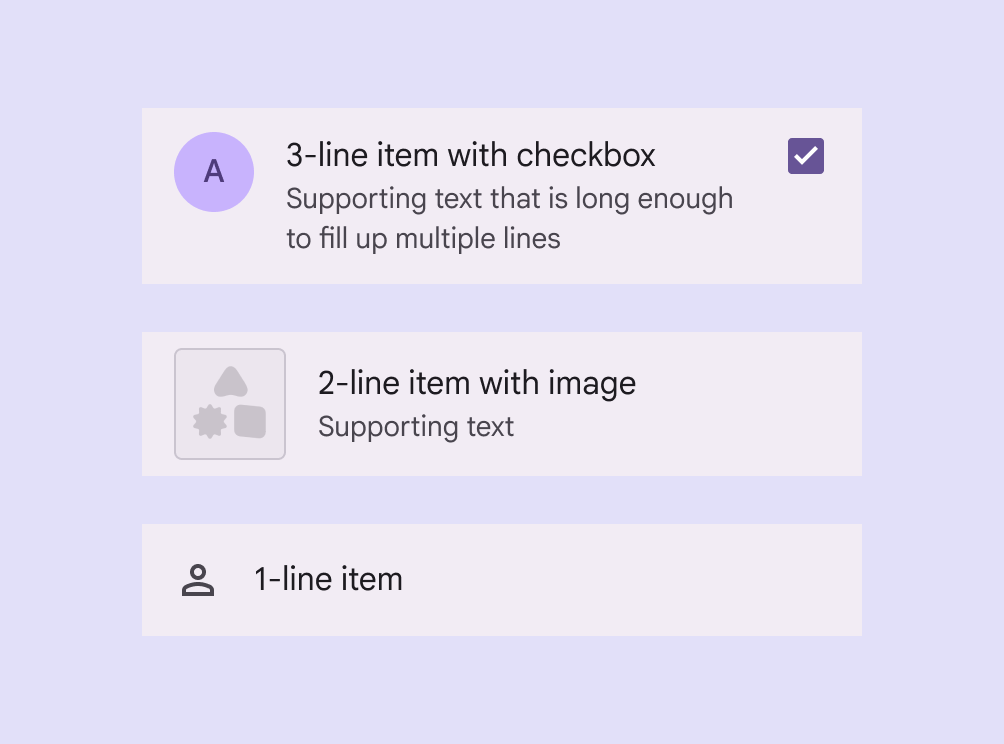 A
3-line item with checkbox
Supporting text that is long enough
to fill up multiple lines
2-line item with image
Supporting text
1-line item